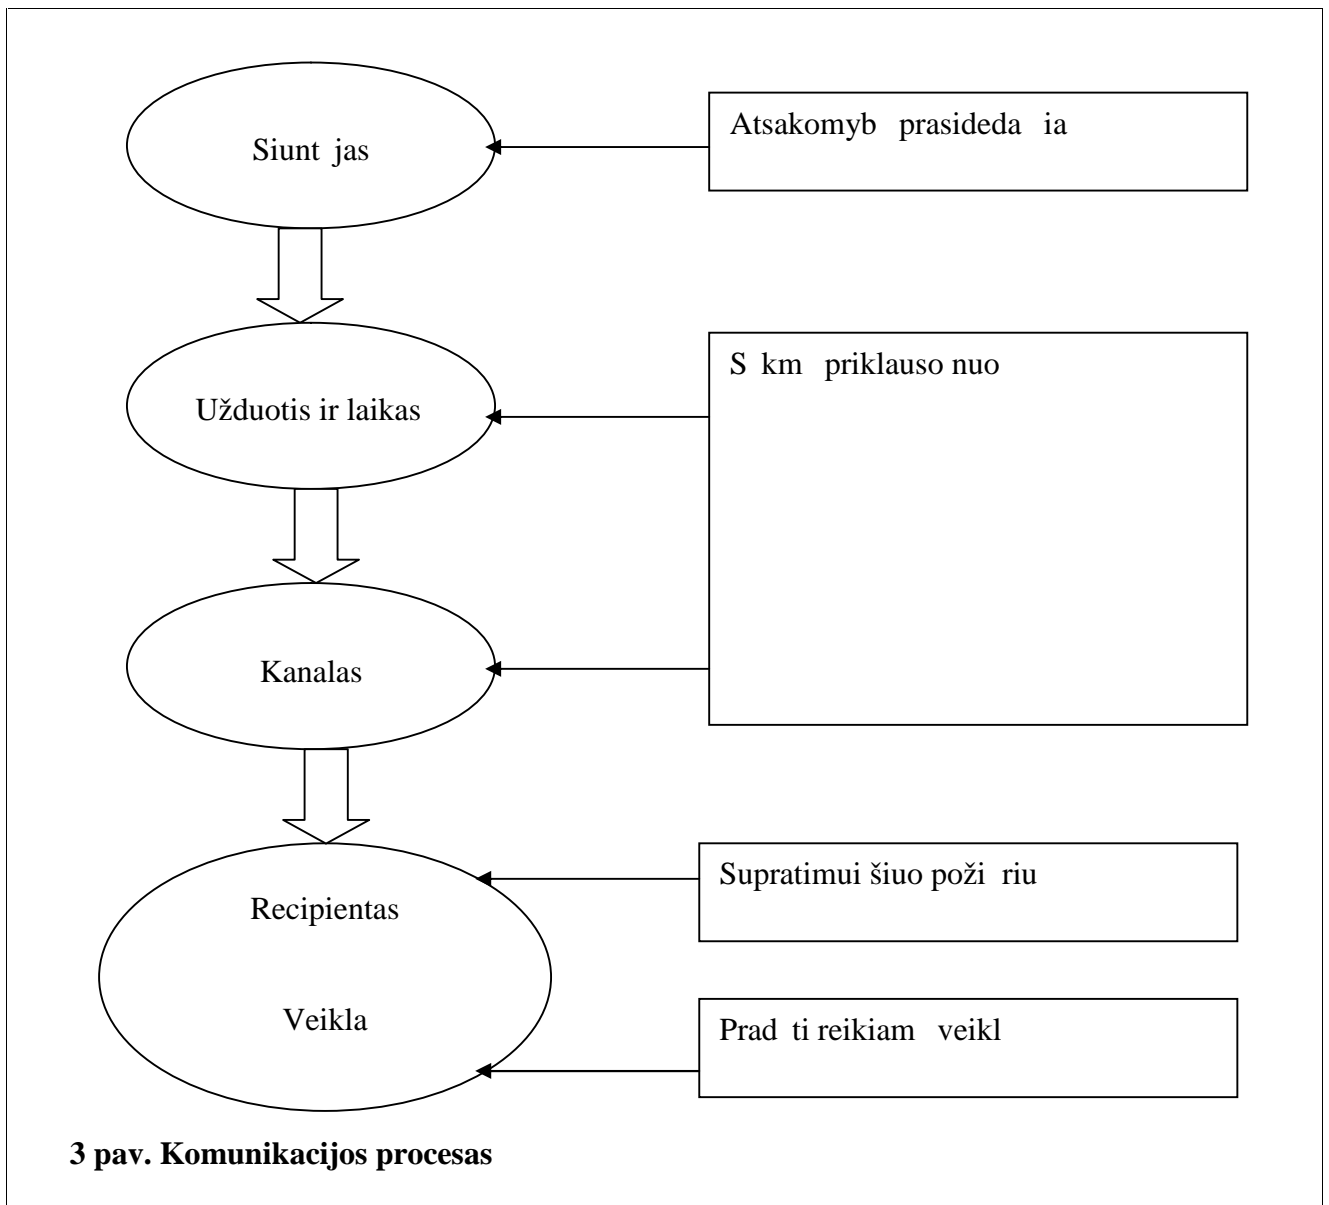 Siunt jas
Atsakomyb prasideda ia
Užduotis ir laikas
S km priklauso nuo
Kanalas
Recipientas
Supratimui šiuo poži riu
Veikla
Prad ti reikiam veikl
3 pav. Komunikacijos procesas